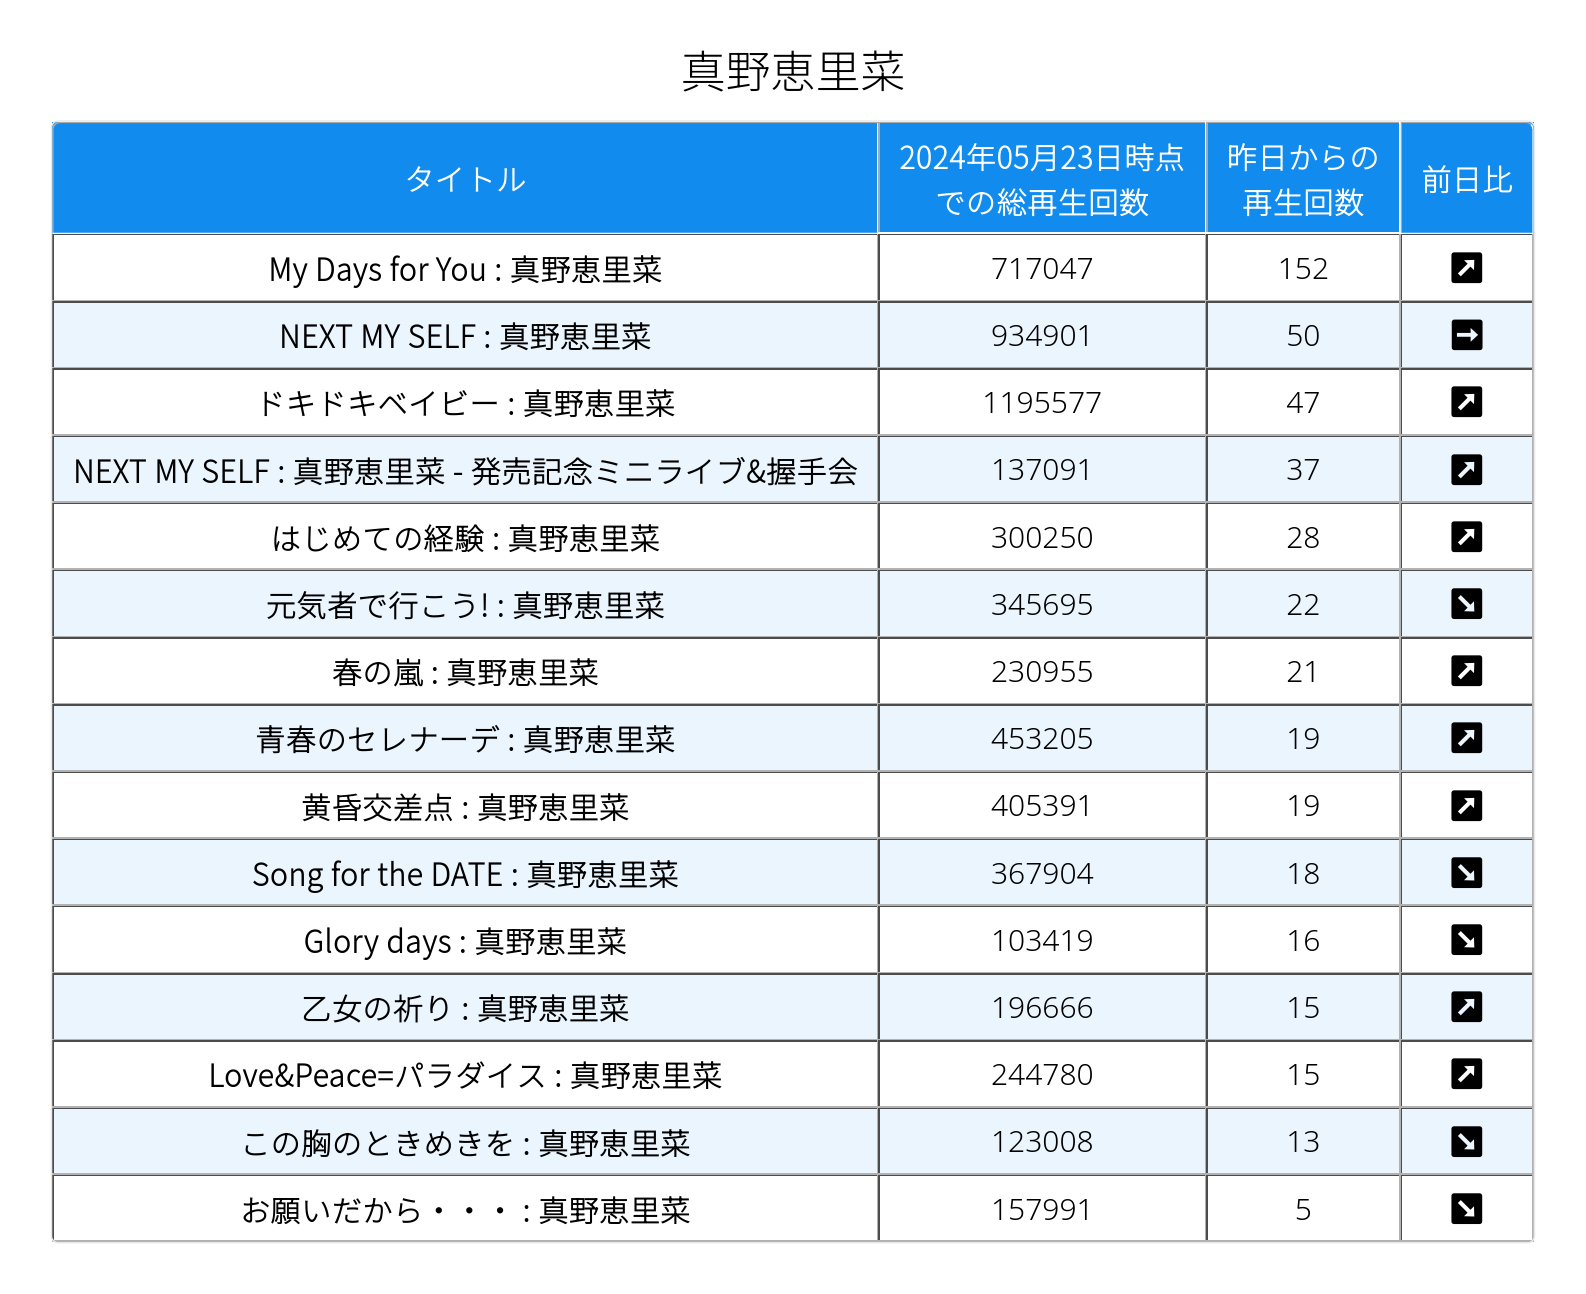 真野恵里菜
タイトル 2024年05月23日時点での総再生回数 昨日からの再生回数 前日比
My Days for You : 真野恵里菜 717047 152 ↗
NEXT MY SELF : 真野恵里菜 934901 50 →
ドキドキベイビー : 真野恵里菜 1195577 47 ↗
NEXT MY SELF : 真野恵里菜 - 発売記念ミニライブ&握手会 137091 37 ↗
はじめての経験 : 真野恵里菜 300250 28 ↗
元気者で行こう! : 真野恵里菜 345695 22 ↘
春の嵐 : 真野恵里菜 230955 21 ↗
青春のセレナーデ : 真野恵里菜 453205 19 ↗
黄昏交差点 : 真野恵里菜 405391 19 ↗
Song for the DATE : 真野恵里菜 367904 18 ↘
Glory days : 真野恵里菜 103419 16 ↘
乙女の祈り : 真野恵里菜 196666 15 ↗
Love&Peace=パラダイス : 真野恵里菜 244780 15 ↗
この胸のときめきを : 真野恵里菜 123008 13 ↘
お願いだから・・・ : 真野恵里菜 157991 5 ↘